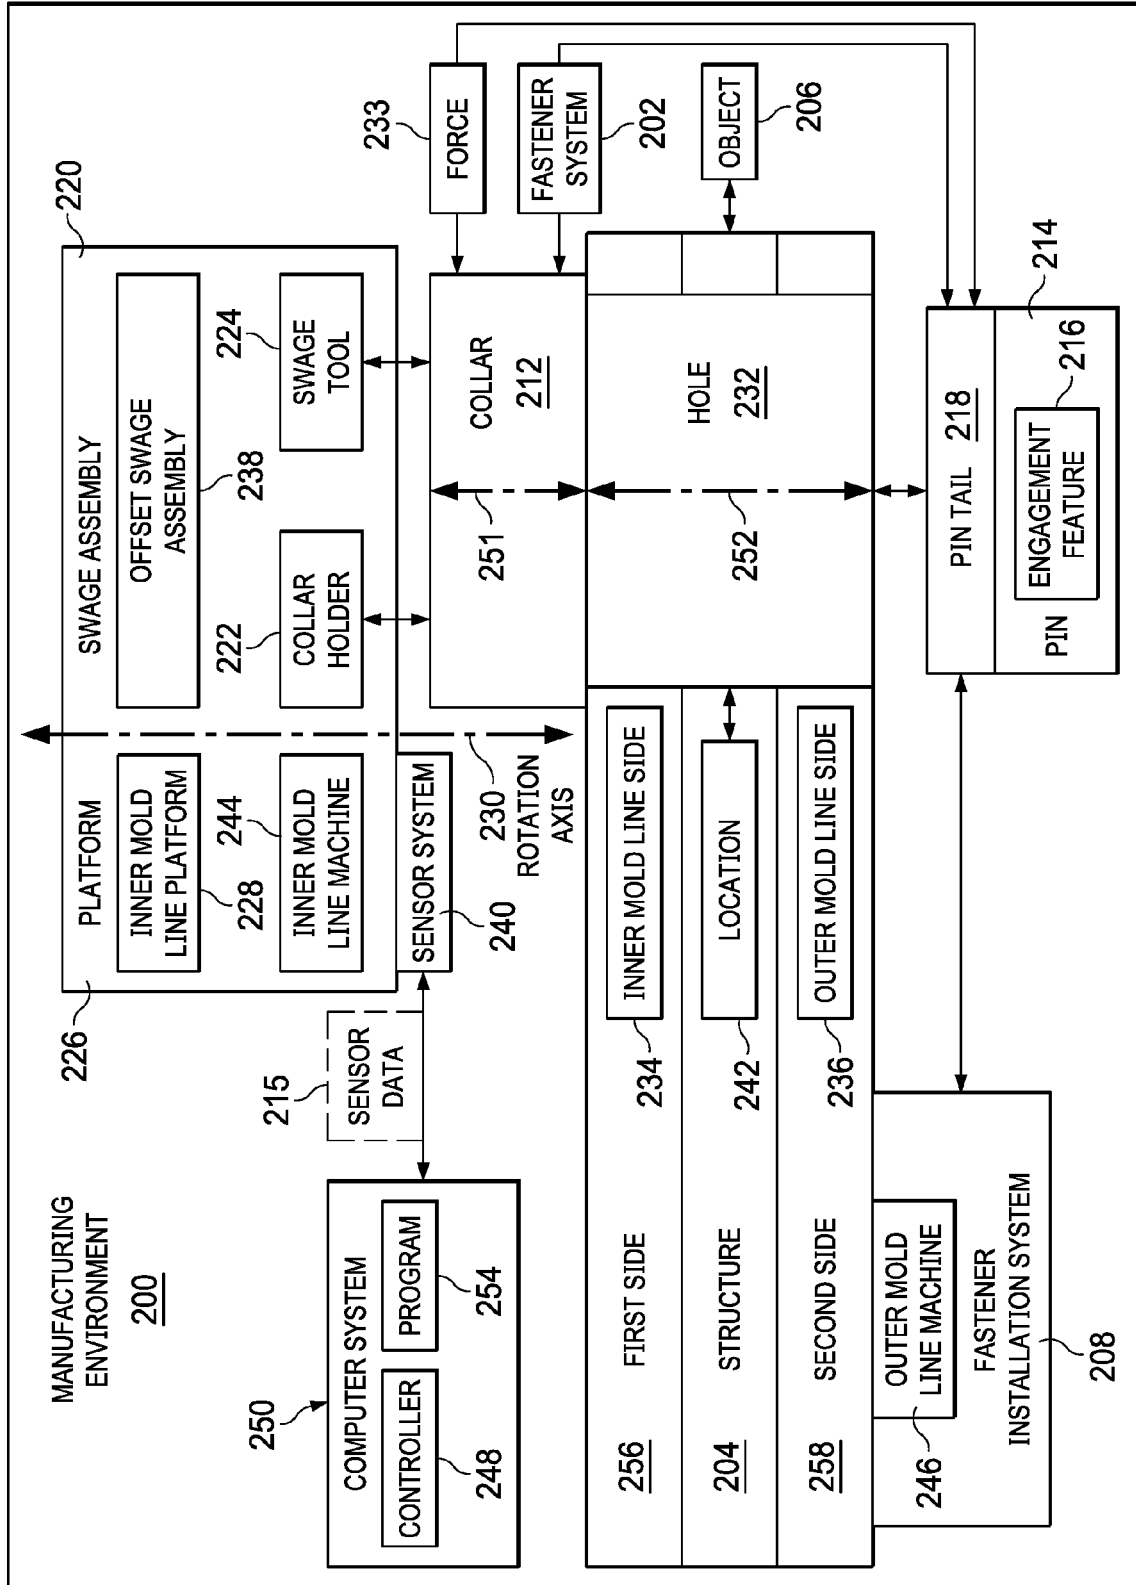 MANUFACTURING
ENVIRONMENT
200
250
COMPUTER SYSTEM
CONTROLLER
248
PROGRAM
254
215
SENSOR
DATA
226
PLATFORM
INNER MOLD
LINE PLATFORM
228
244
INNER MOLD
LINE MACHINE
SENSOR SYSTEM
240
230
ROTATION
AXIS
220
SWAGE ASSEMBLY
OFFSET SWAGE
ASSEMBLY
238
222
COLLAR
HOLDER
224
SWAGE
TOOL
233
FORCE
FASTENER
SYSTEM
202
OBJECT
206
COLLAR
212
251
HOLE
232
252
256
FIRST SIDE
INNER MOLD LINE SIDE
234
204
STRUCTURE
LOCATION
242
258
SECOND SIDE
OUTER MOLD LINE SIDE
236
OUTER MOLD
LINE MACHINE
246
FASTENER
INSTALLATION SYSTEM
208
PIN TAIL
218
214
PIN
ENGAGEMENT
FEATURE
216